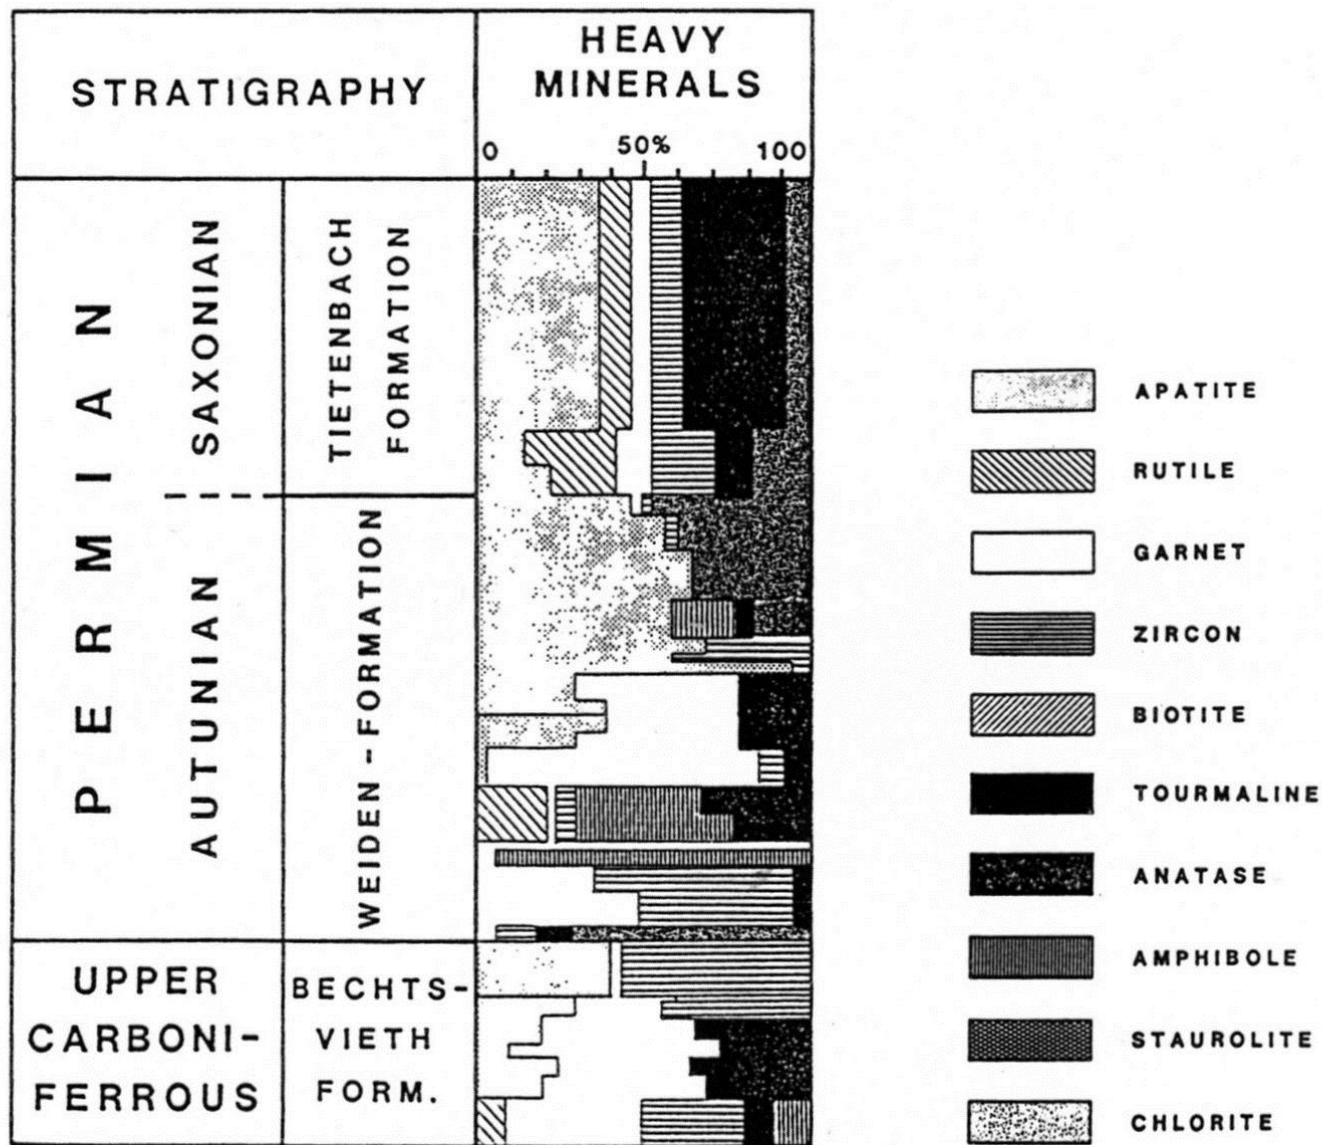 STRATIGRAPHY
HEAVY
MINERALS
0 50% 100
PERMIAN
SAXONIAN
AUTUNIAN
TIETENBACH
FORMATION
WEIDEN-FORMATION
UPPER
CARBONI-
FERROUS
BECHTS-
VIETH
FORM.
APATITE
RUTILE
GARNET
ZIRCON
BIOTITE
TOURMALINE
ANATASE
AMPHIBOLE
STAUROLITE
CHLORITE